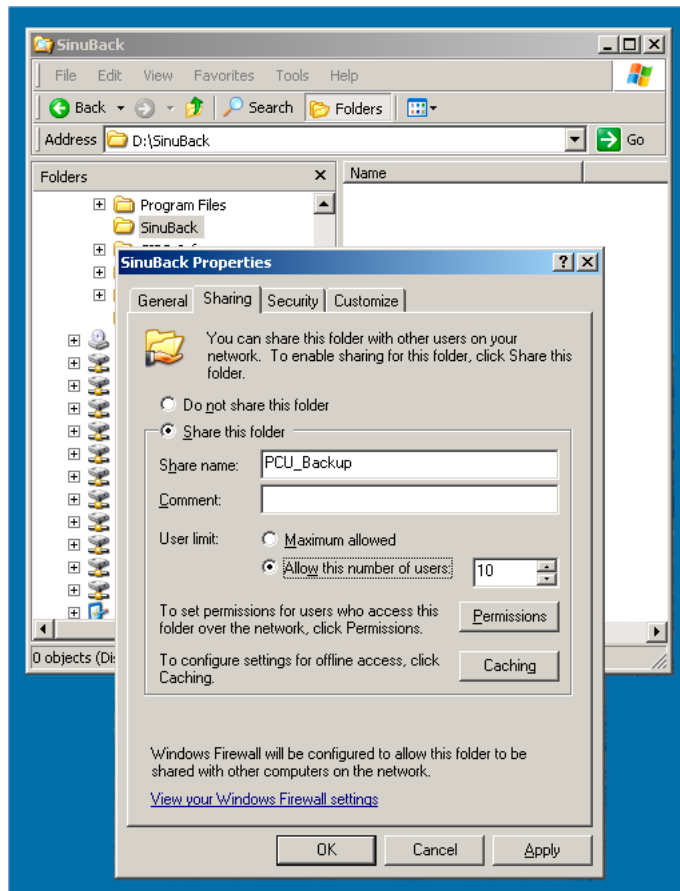 SinuBack
File Edit View Favorites Tools Help
Back Search Folders
Address D:\SinuBack Go
Folders x Name
Program Files
SinuBack
SinuBack Properties
General Sharing Security Customize
You can share this folder with other users on your
network. To enable sharing for this folder, click Share this
folder.
Do not share this folder
Share this folder
Share name: PCU_Backup
Comment:
User limit: Maximum allowed
Allow this number of users: 10
To set permissions for users who access this
folder over the network, click Permissions.
Permissions
To configure settings for offline access, click
Caching.
Caching
0 objects (Di
Windows Firewall will be configured to allow this folder to be
shared with other computers on the network.
View your Windows Firewall settings
OK Cancel Apply